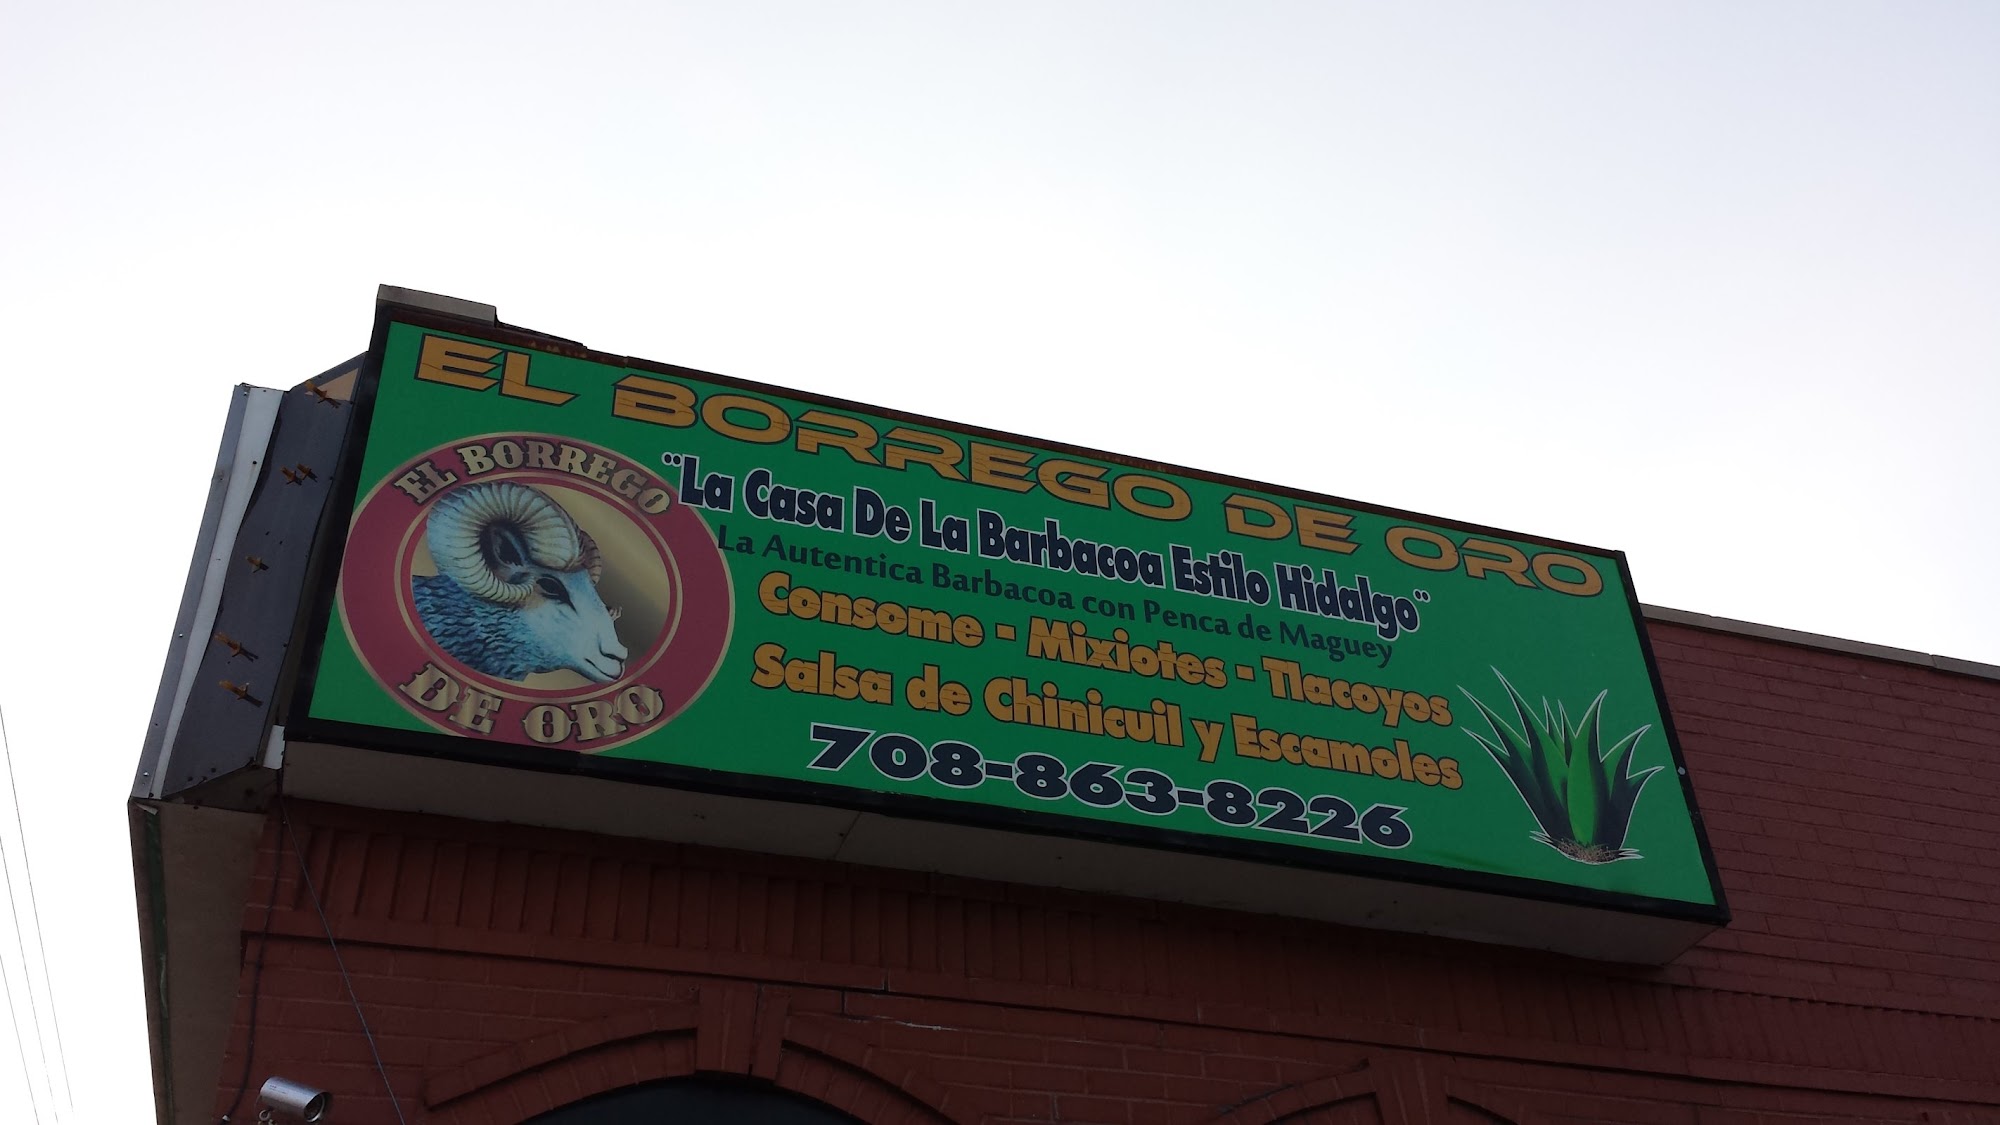 EL BORREGO DE ORO
EL BORREGO
DE ORO
¨La Casa De La Barbacoa Estilo Hidalgo¨
La Autentica Barbacoa con Penca de Maguey
Consome - Mixiotes - Tlacoyos
Salsa de Chinicuil y Escamoles
708-863-8226